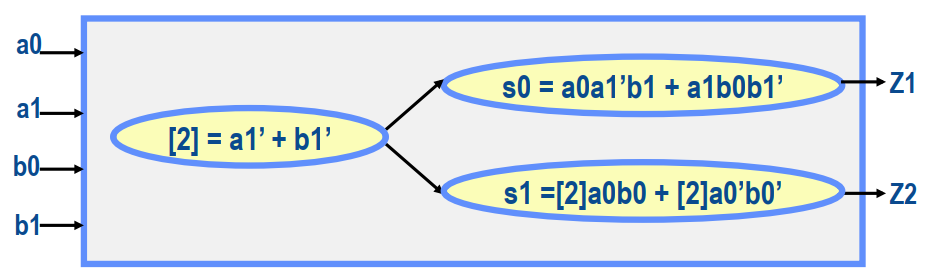 a0
a1
b0
b1
[2] = a1’ + b1’
s0 = a0a1’b1 + a1b0b1’
s1 =[2]a0b0 + [2]a0’b0’
Z1
Z2